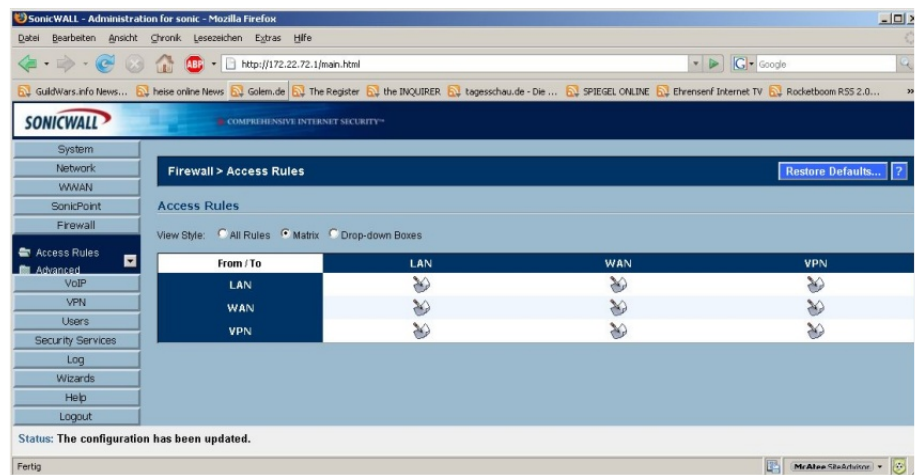 SonicWALL - Administration for sonic - Mozilla Firefox
Datei Bearbeiten Ansicht Chronik Lesezeichen Extras Hilfe
ABP http://172.22.72.1/main.html G Google
GuildWars.info News... heise online News Golem.de The Register the INQUIRER tagesschau.de - Die ... SPIEGEL ONLINE Ehrensenf Internet TV Rocketboom RSS 2.0... »
SONICWALL COMPREHENSIVE INTERNET SECURITY™
System
Network
WWAN
SonicPoint
Firewall
Access Rules
Advanced
VoIP
VPN
Users
Security Services
Log
Wizards
Help
Logout
Firewall > Access Rules Restore Defaults... ?
Access Rules
View Style: All Rules Matrix Drop-down Boxes
From / To LAN WAN VPN
LAN
WAN
VPN
Status: The configuration has been updated.
Fertig McAfee SiteAdvisor